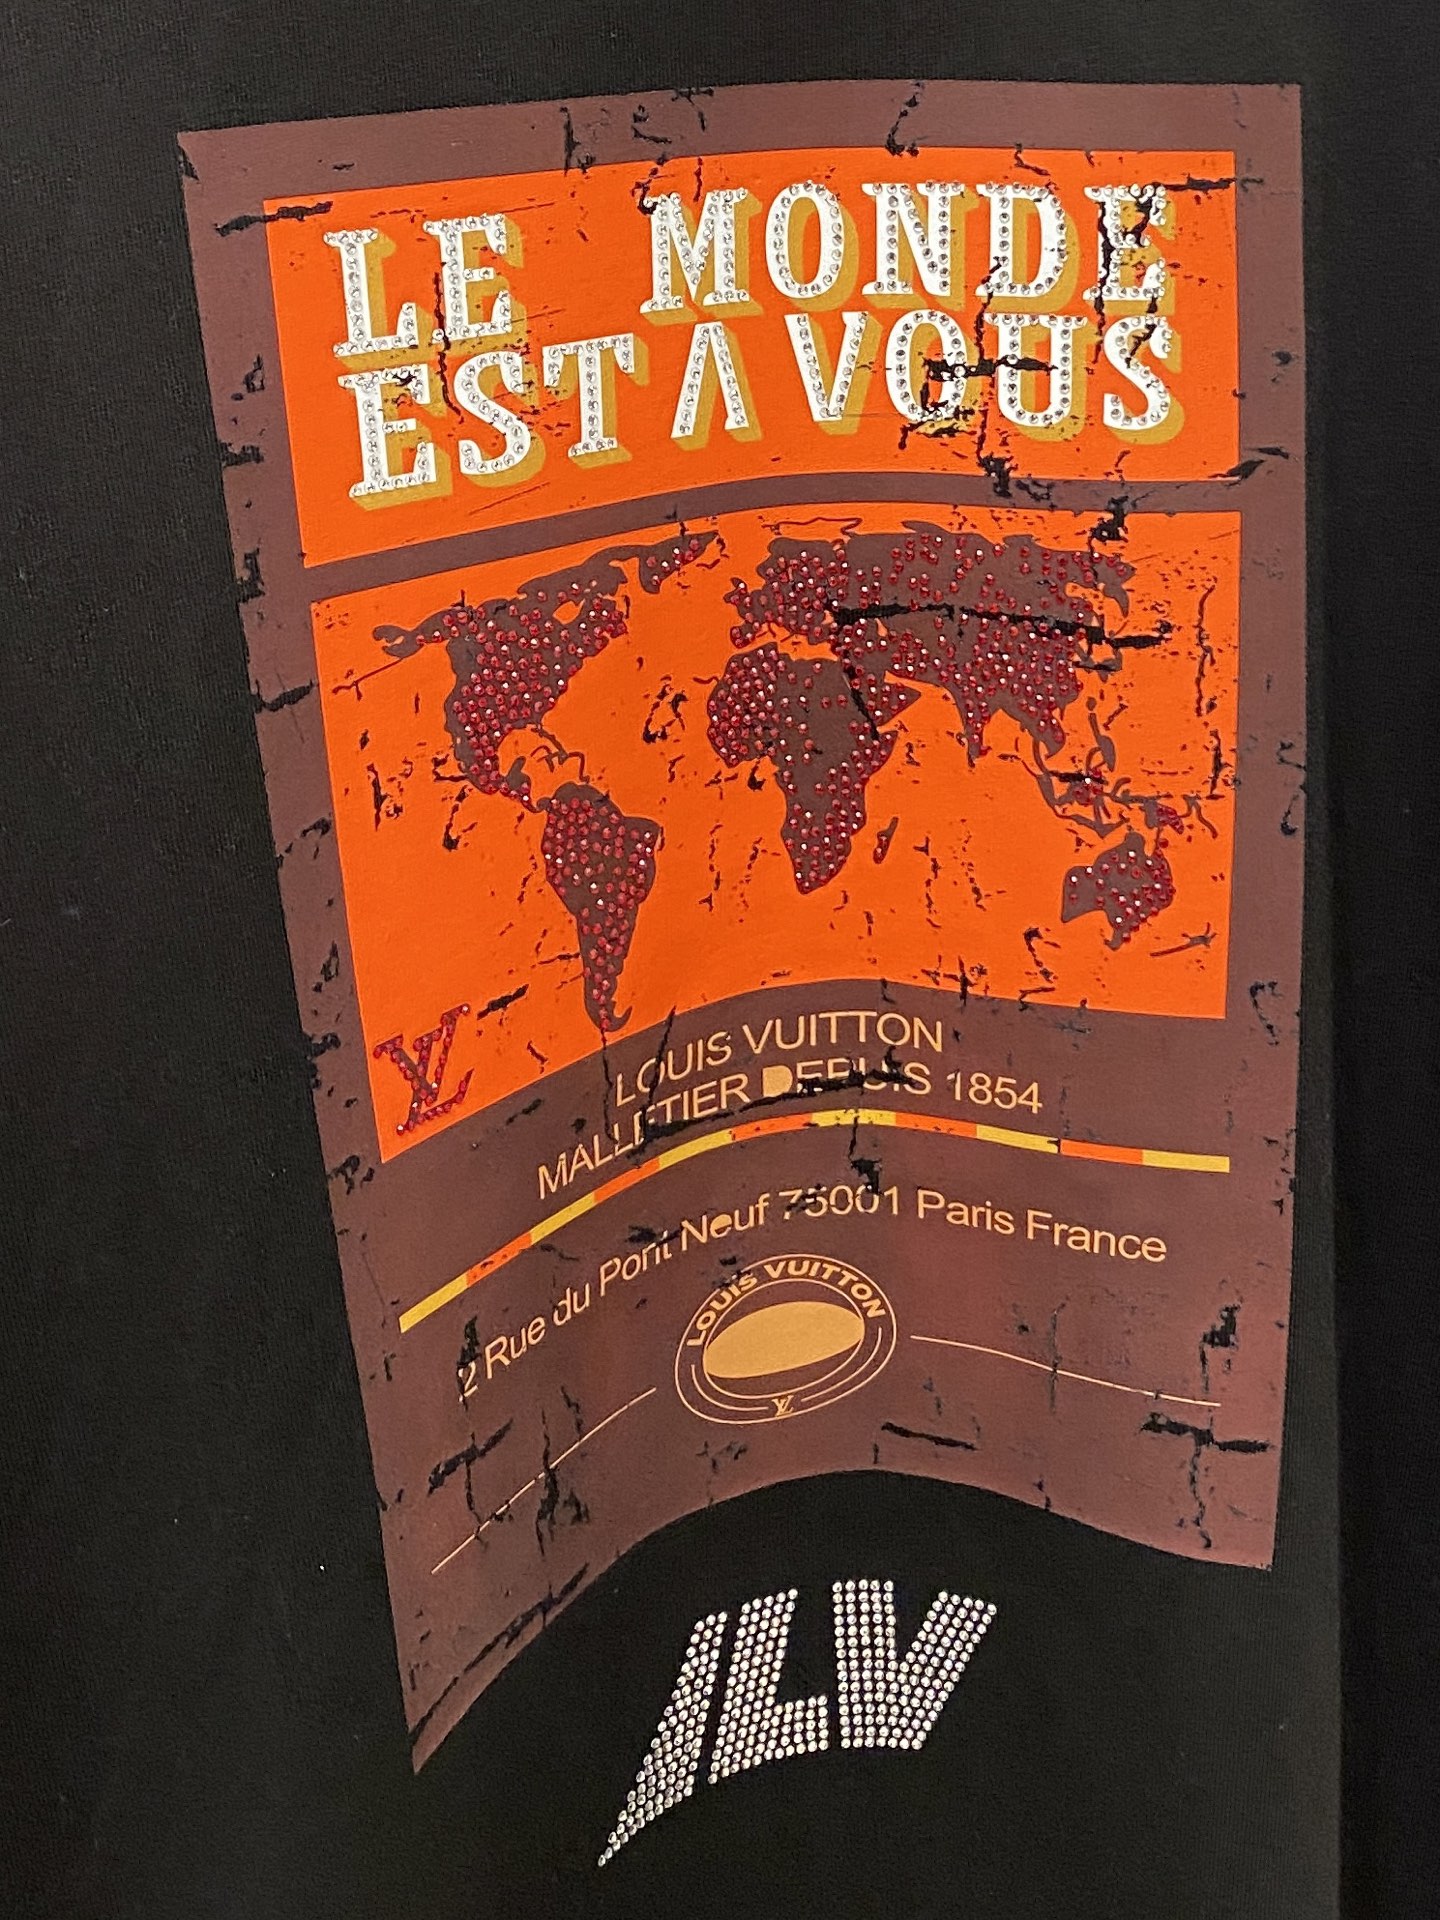 LE MONDE
EST Λ VOUS
LV
LOUIS VUITTON
MALLETIER DEPUIS 1854
2 Rue du Pont Neuf 75001 Paris France
LOUIS VUITTON
LV
/LV